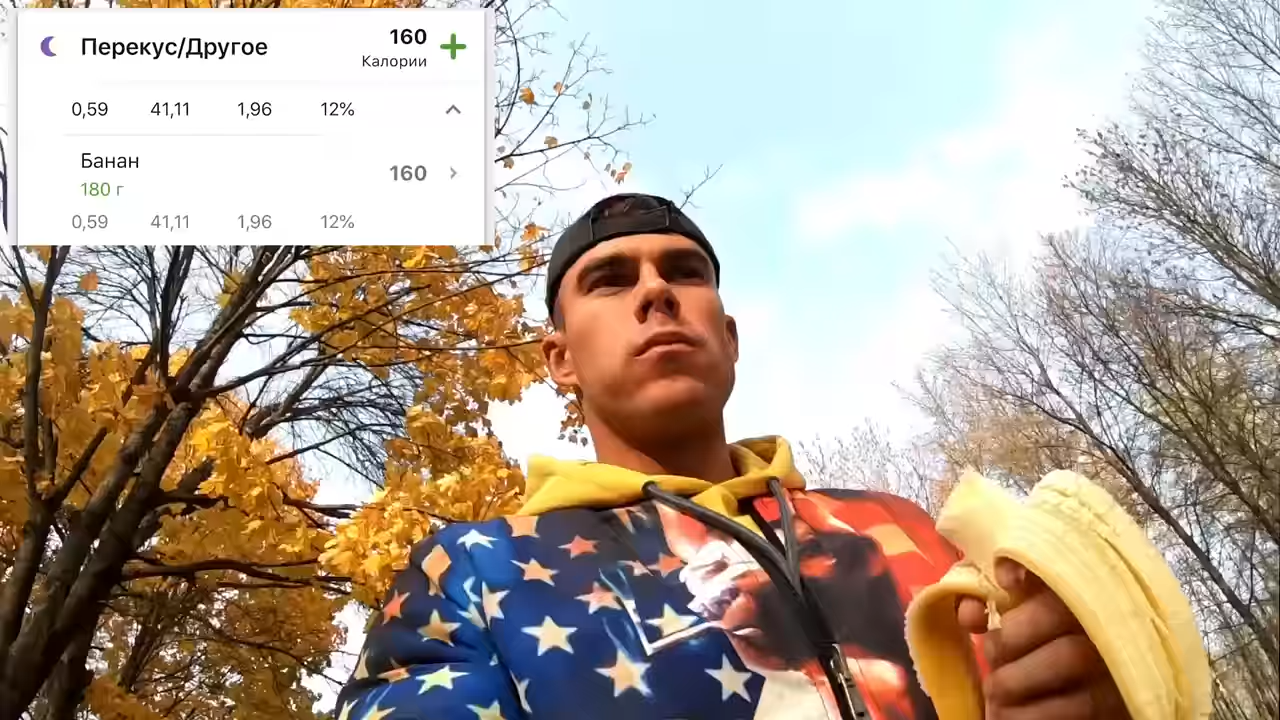 Перекус/Другое 160
Калории
0,59 41,11 1,96 12%
Банан 160
180 г
0,59 41,11 1,96 12%